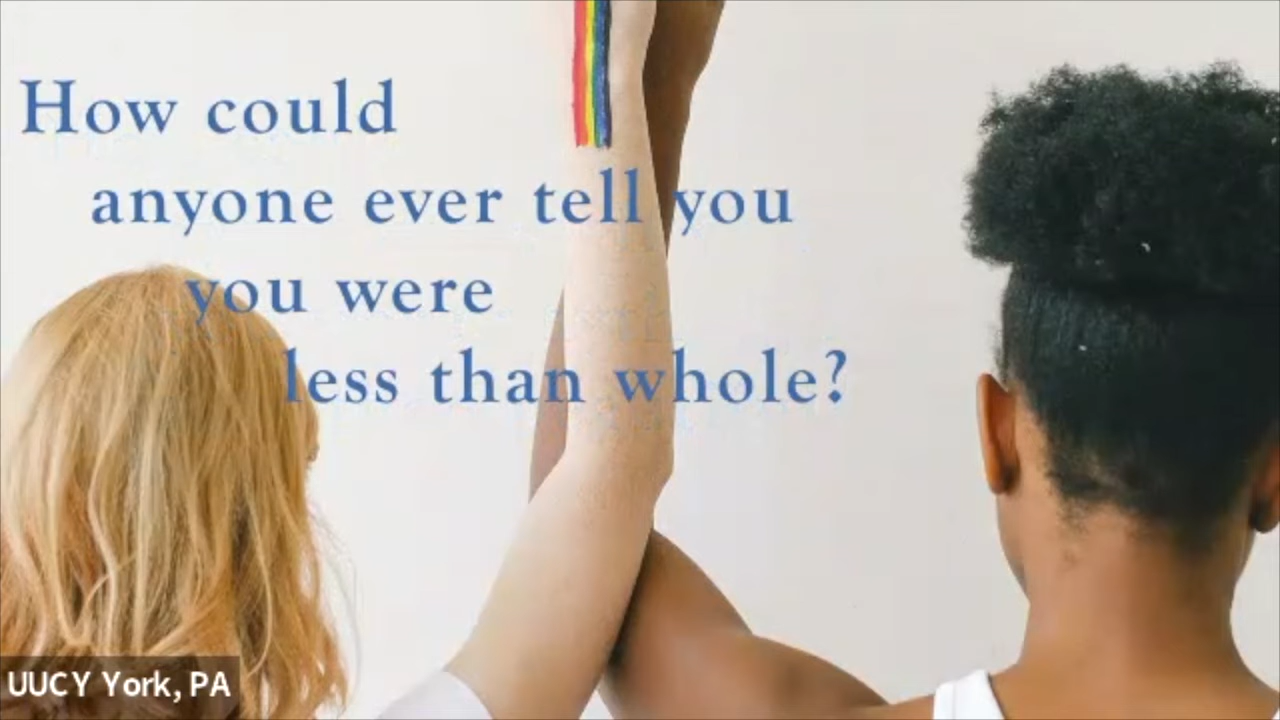 How could
anyone ever tell you
you were
less than whole?
UUCY York, PA